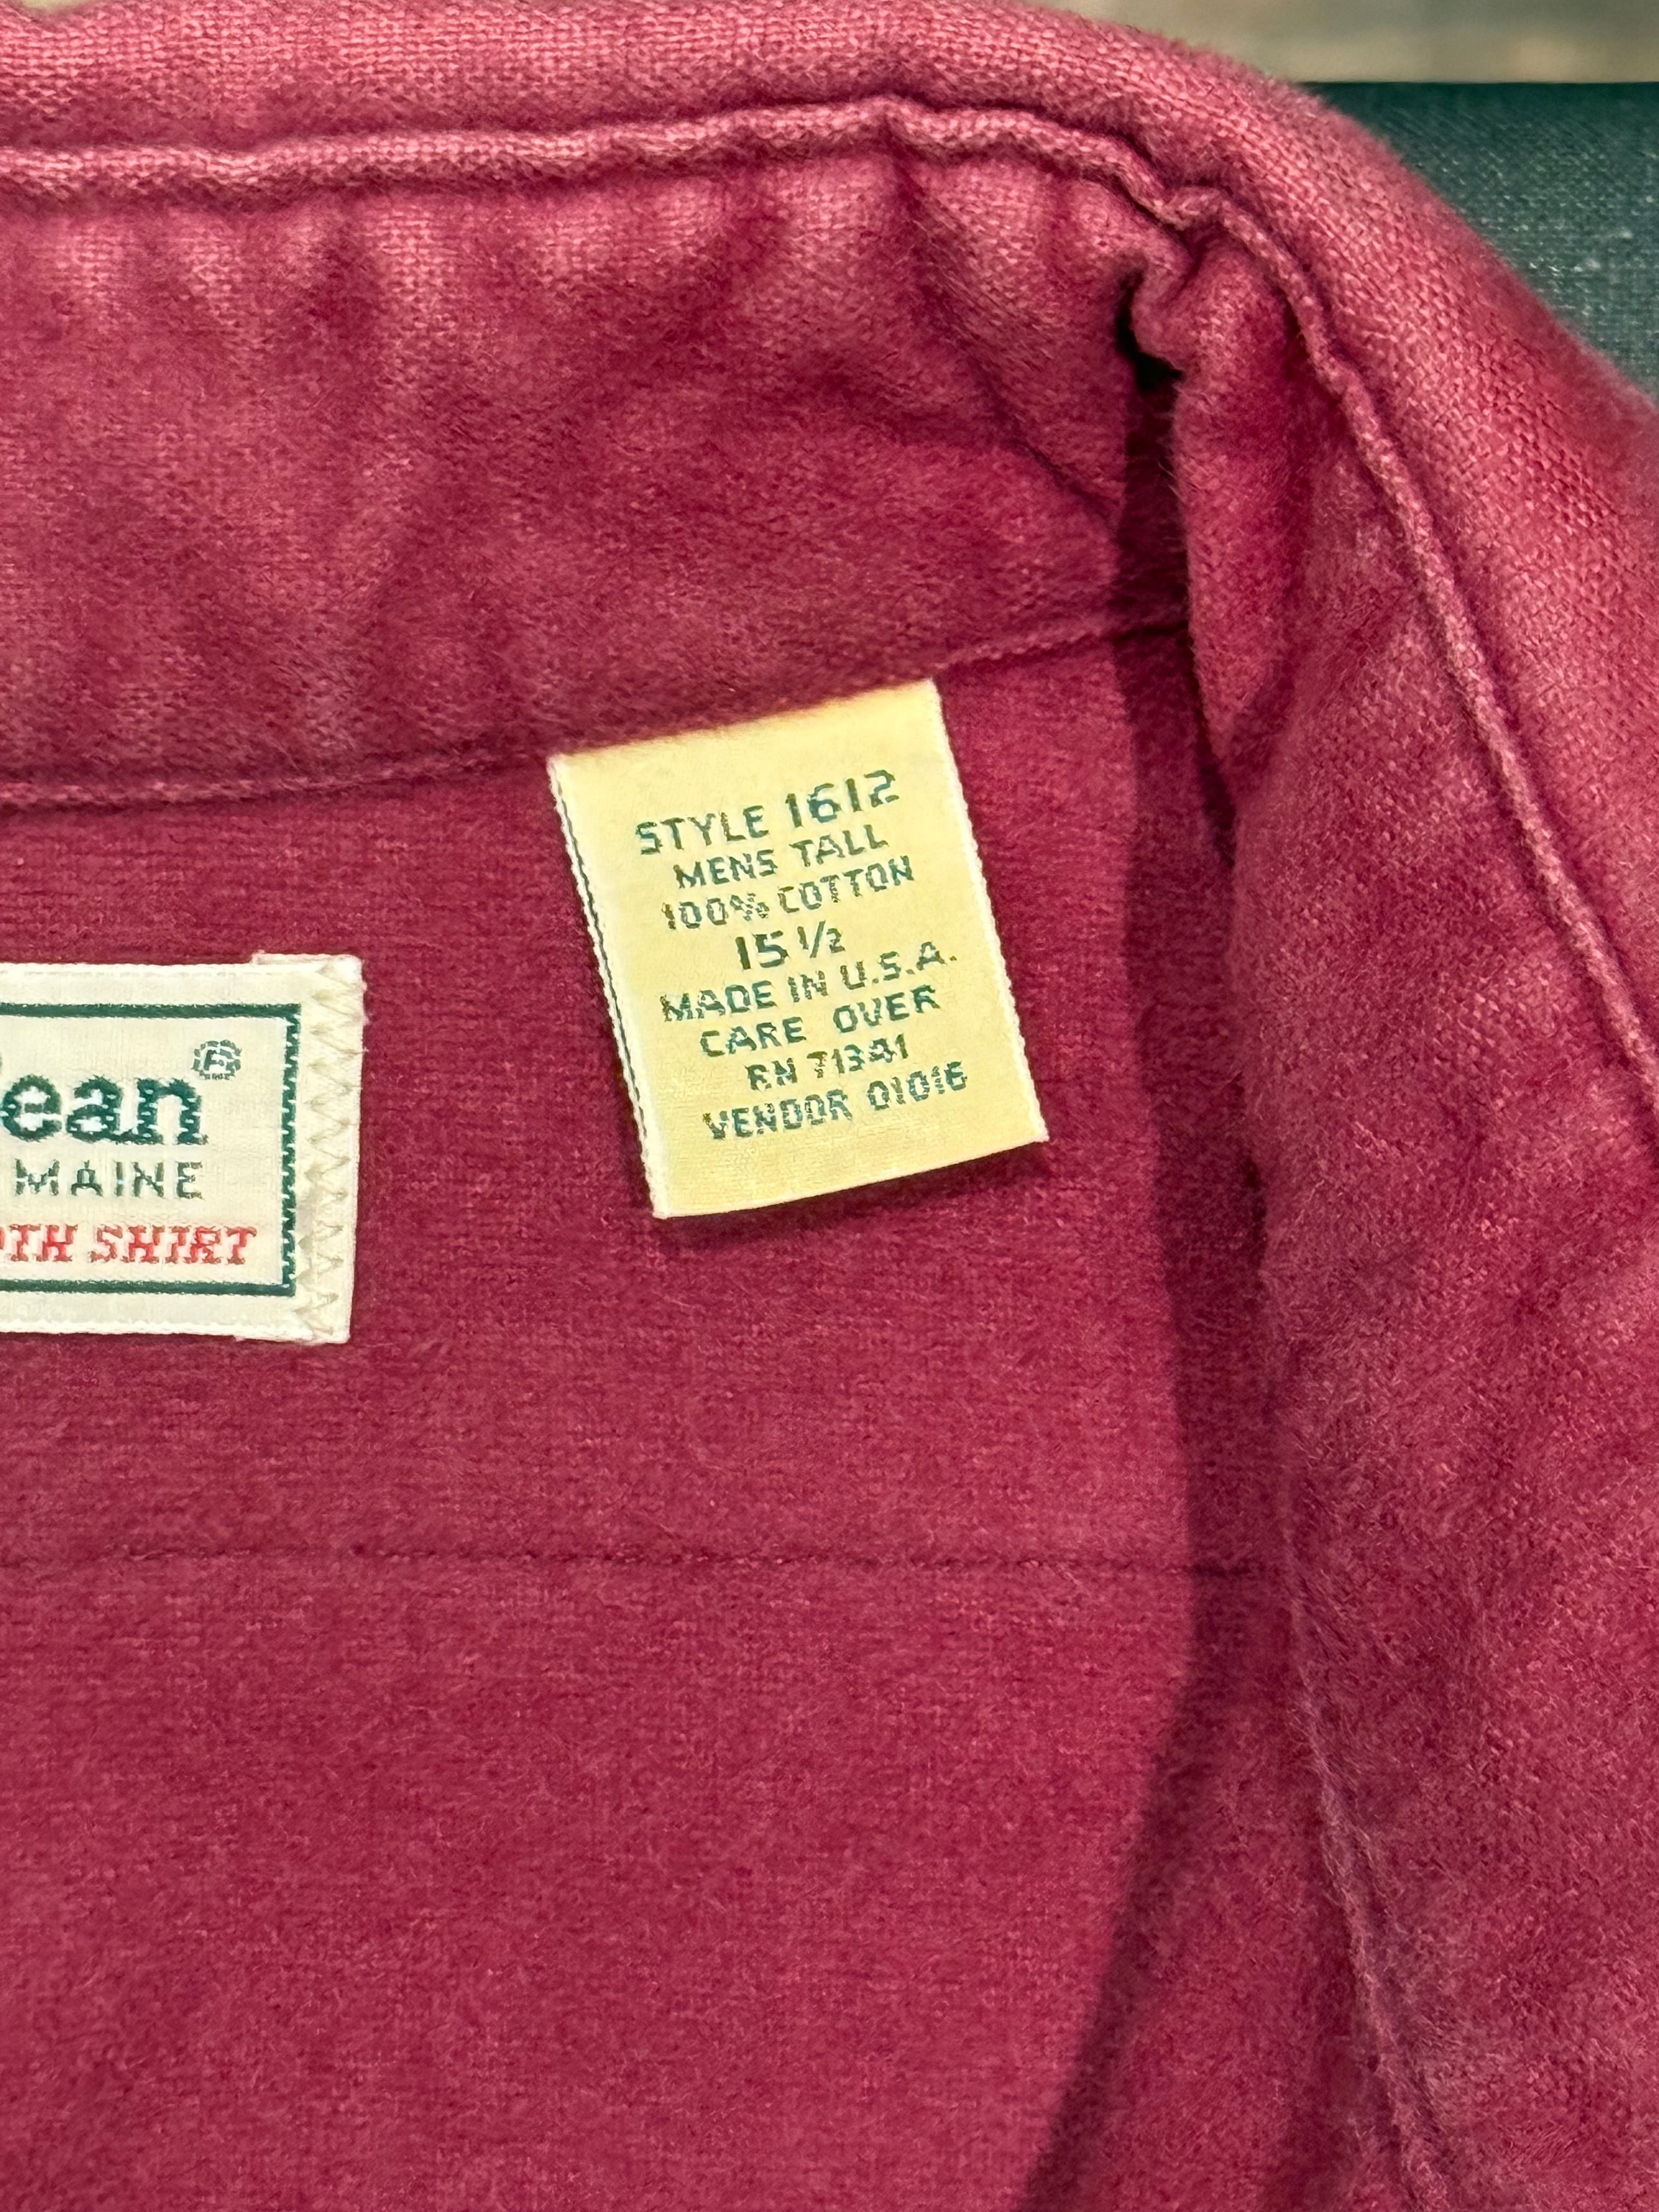 ean®
MAINE
OTH SHIRT
STYLE 1612
MENS TALL
100% COTTON
15 1/2
MADE IN U.S.A.
CARE OVER
RN 71341
VENDOR 01016